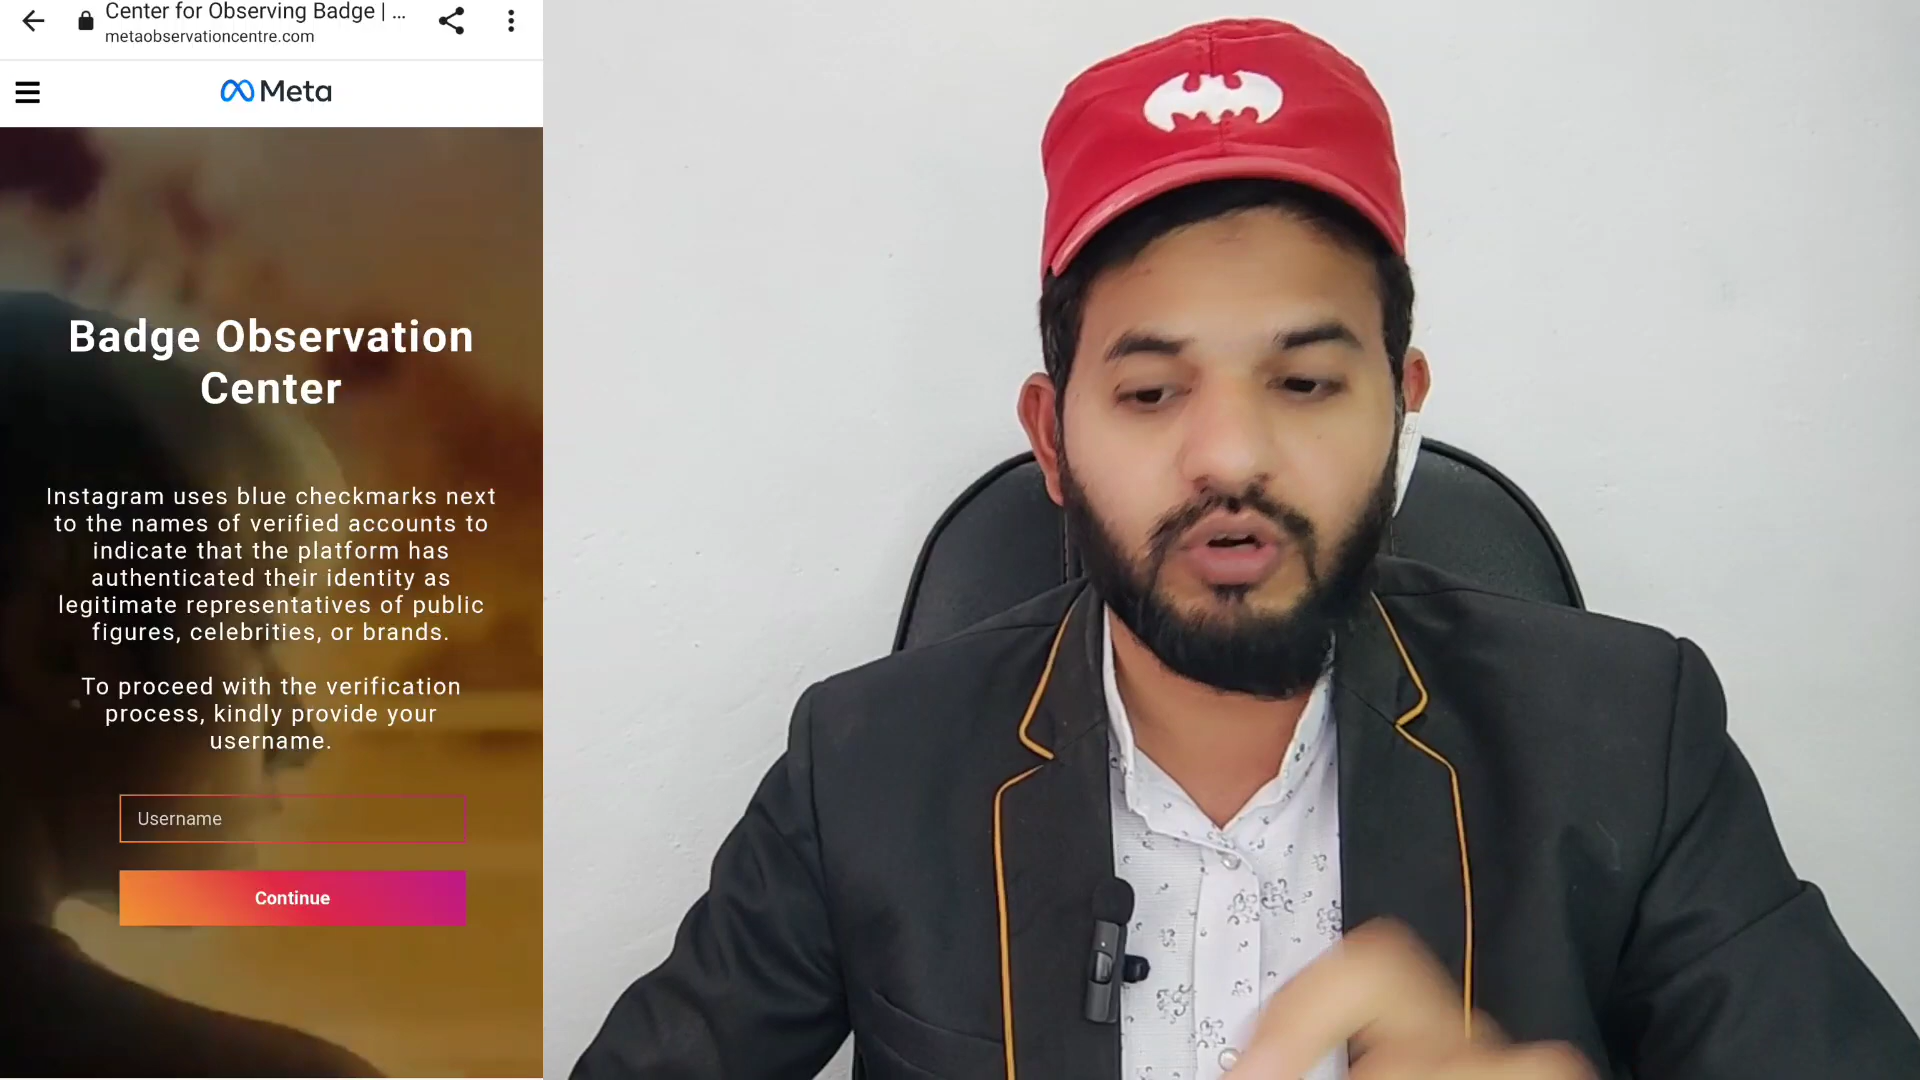 Center for Observing Badge | ...
metaobservationcentre.com
Meta
Badge Observation
Center
Instagram uses blue checkmarks next
to the names of verified accounts to
indicate that the platform has
authenticated their identity as
legitimate representatives of public
figures, celebrities, or brands.
To proceed with the verification
process, kindly provide your
username.
Username
Continue